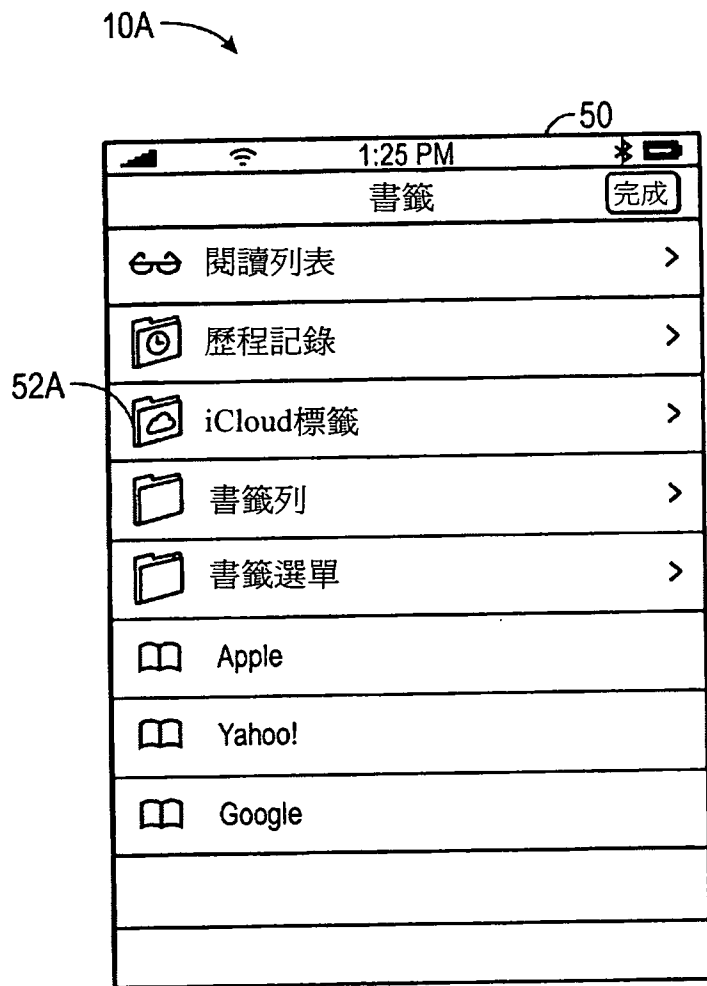 10A
50
1:25 PM
書籤 完成
閱讀列表 >
歷程記錄 >
52A
iCloud標籤 >
書籤列 >
書籤選單 >
Apple
Yahoo!
Google